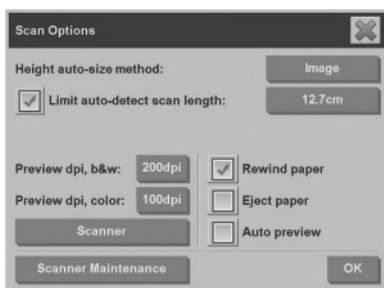 Scan Options
Height auto-size method: Image
Limit auto-detect scan length: 12.7cm
Preview dpi, b&w: 200dpi Rewind paper
Preview dpi, color: 100dpi Eject paper
Scanner Auto preview
Scanner Maintenance OK